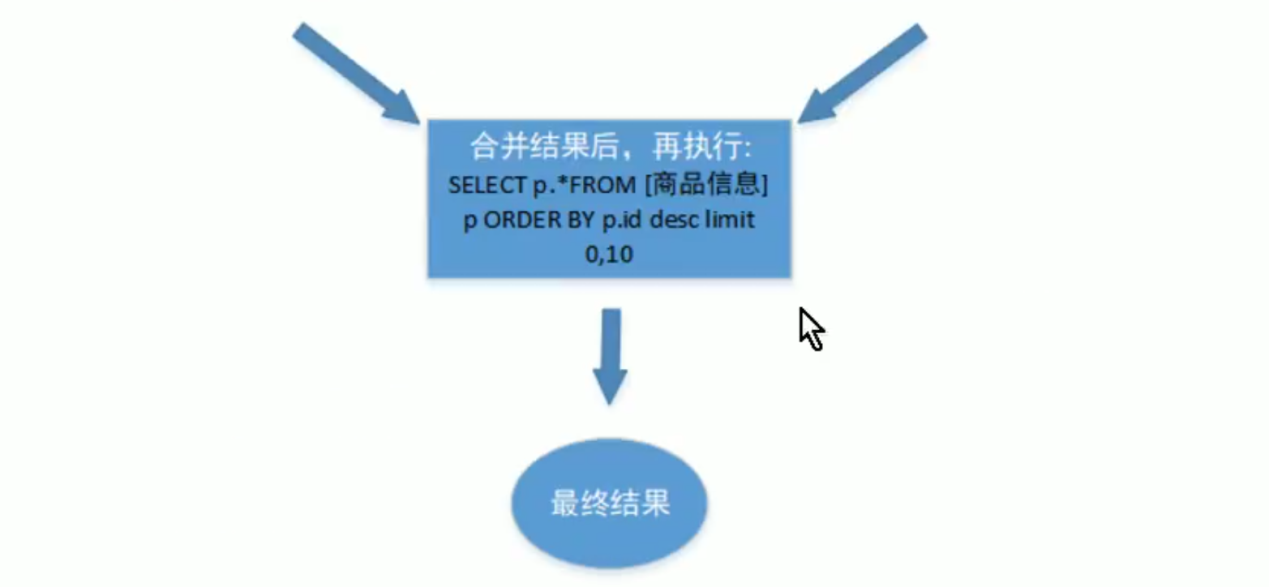 合并结果后，再执行:
SELECT p.*FROM [商品信息]
p ORDER BY p.id desc limit
0,10
最终结果